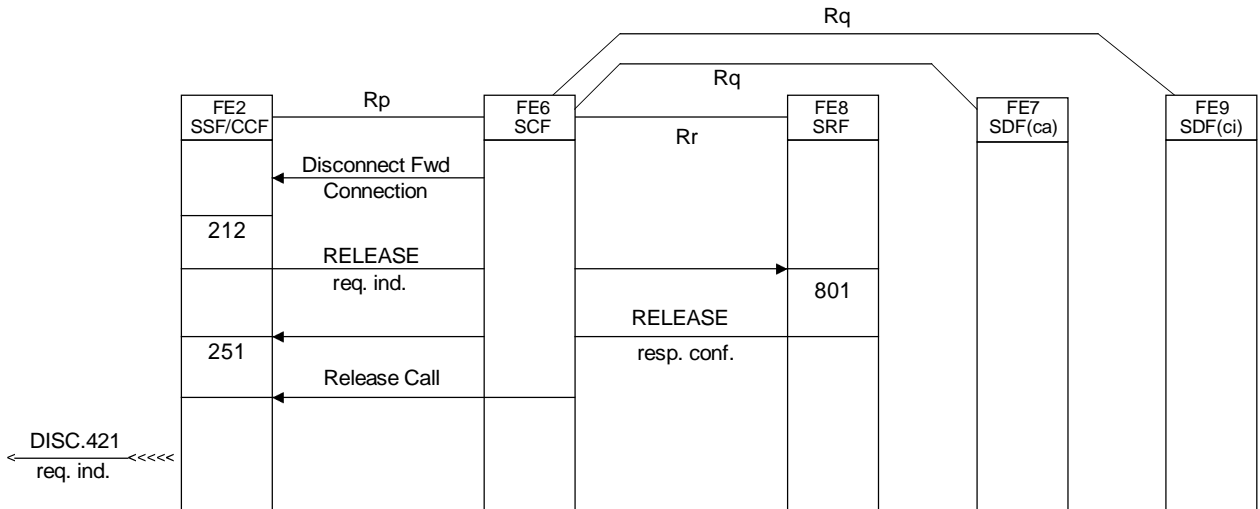 Rq
Rq
Rp
Rr
FE2
SSF/CCF
FE6
SCF
FE8
SRF
FE7
SDF(ca)
FE9
SDF(ci)
Disconnect Fwd
Connection
212
RELEASE
req. ind.
801
RELEASE
resp. conf.
251
Release Call
DISC.421
req. ind.
<<<<<